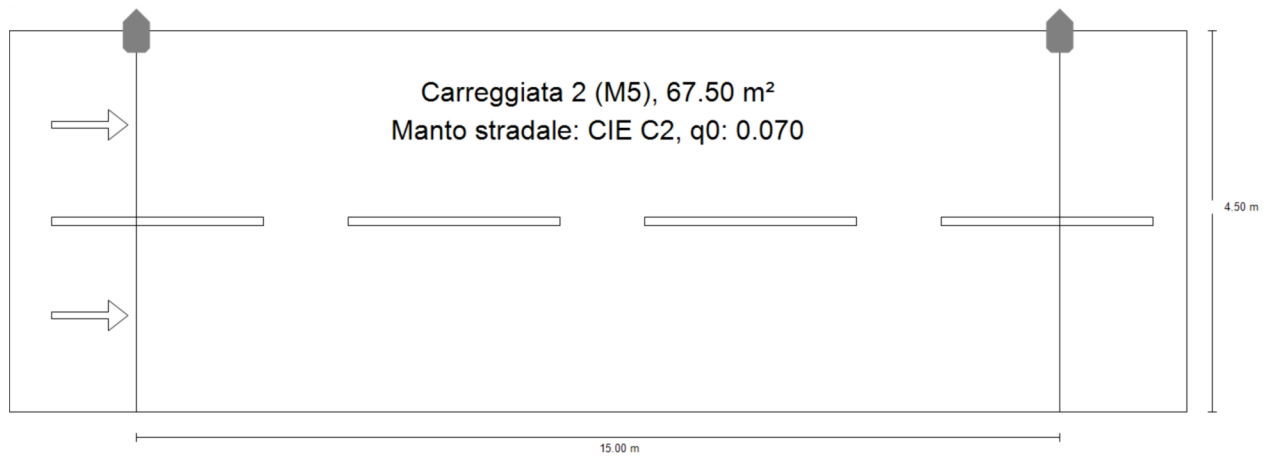 Carreggiata 2 (M5), 67.50 m²
Manto stradale: CIE C2, q0: 0.070
4.50 m
15.00 m